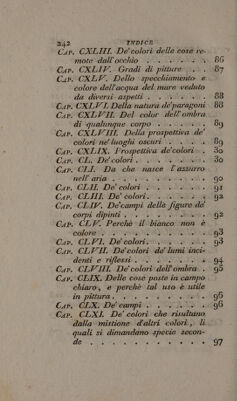 242 INDICE
CAP. CXLIII. De' colori delle cose re-
mote dall'occhio . . . . . . 86
CAP. CXLIV. Gradi di pitture . . . 87
CAP. CXLV. Dello specchiamento e
colore dell'acqua del mare veduto
da diversi aspetti . . . . . . 88
CAP. CXLVI. Della natura de' paragoni 88
CAP. CXLVII. Del color dell'ombra
di qualunque corpo . . . . . . 89
CAP. CXLVIII. Della prospettiva de'
colori ne' luoghi oscuri . . . . 89
CAP. CXLIX. Prospettiva de' colori . . 30
CAP. CL. De' colori . . . . . . 30
CAP. CLI. Da che nasce l'azzurro
nell'aria . . . . . . . . 90
CAP. CLII. De' colori . . . . . 91
CAP. CLIII. De' colori . . . . . 92
CAP. CLIV. De' campi delle figure de'
corpi dipinti . . . . . . . 92
CAP. CLV. Perchè il bianco non è
colore . . . . . . . . . 93
CAP. CLVI. De' colori . . . . . 93
CAP. CLVII. De' colori de' lumi inci-
denti e riflessi . . . . . . . 94
CAP. CLVIII. De' colori dell'ombra . . 95
CAP. CLIX. Delle cose poste in campo
chiaro, e perchè tal uso è utile
in pittura . . . . . . . . 96
CAP. CLX. De' campi . . . . . 96
CAP. CLXI. De' colori che risultano
dalla mistione d'altri colori, li
quali si dimandano specie secon-
de . . . . . . . . . 97